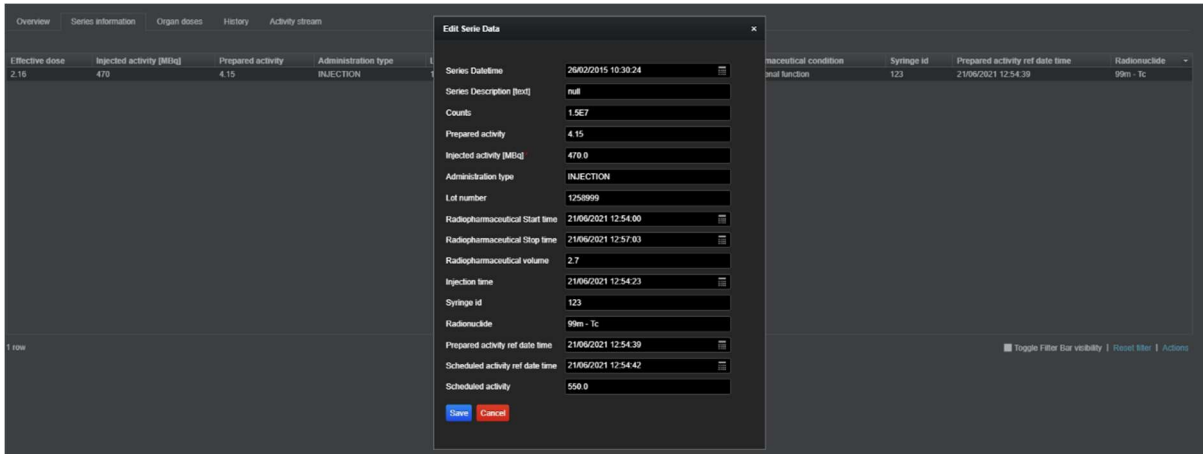 Overview Series information Organ doses History Activity stream
Edit Serie Data ×
Effective dose Injected activity [MBq] Prepared activity Administration type L maceutical condition Syringe id Prepared activity ref date time Radionuclide
2.16 470 4.15 INJECTION 1 onal function 123 21/06/2021 12:54:39 99m - Tc
Series Datetime 26/02/2015 10:30:24
Series Description [text] null
Counts 1.5E7
Prepared activity 4.15
Injected activity [MBq]* 470.0
Administration type INJECTION
Lot number 1258999
Radiopharmaceutical Start time 21/06/2021 12:54:00
Radiopharmaceutical Stop time 21/06/2021 12:57:03
Radiopharmaceutical volume 2.7
Injection time 21/06/2021 12:54:23
Syringe id 123
Radionuclide 99m - Tc
Prepared activity ref date time 21/06/2021 12:54:39
1 row Toggle Filter Bar visibility | Reset filter | Actions
Scheduled activity ref date time 21/06/2021 12:54:42
Scheduled activity 550.0
Save Cancel